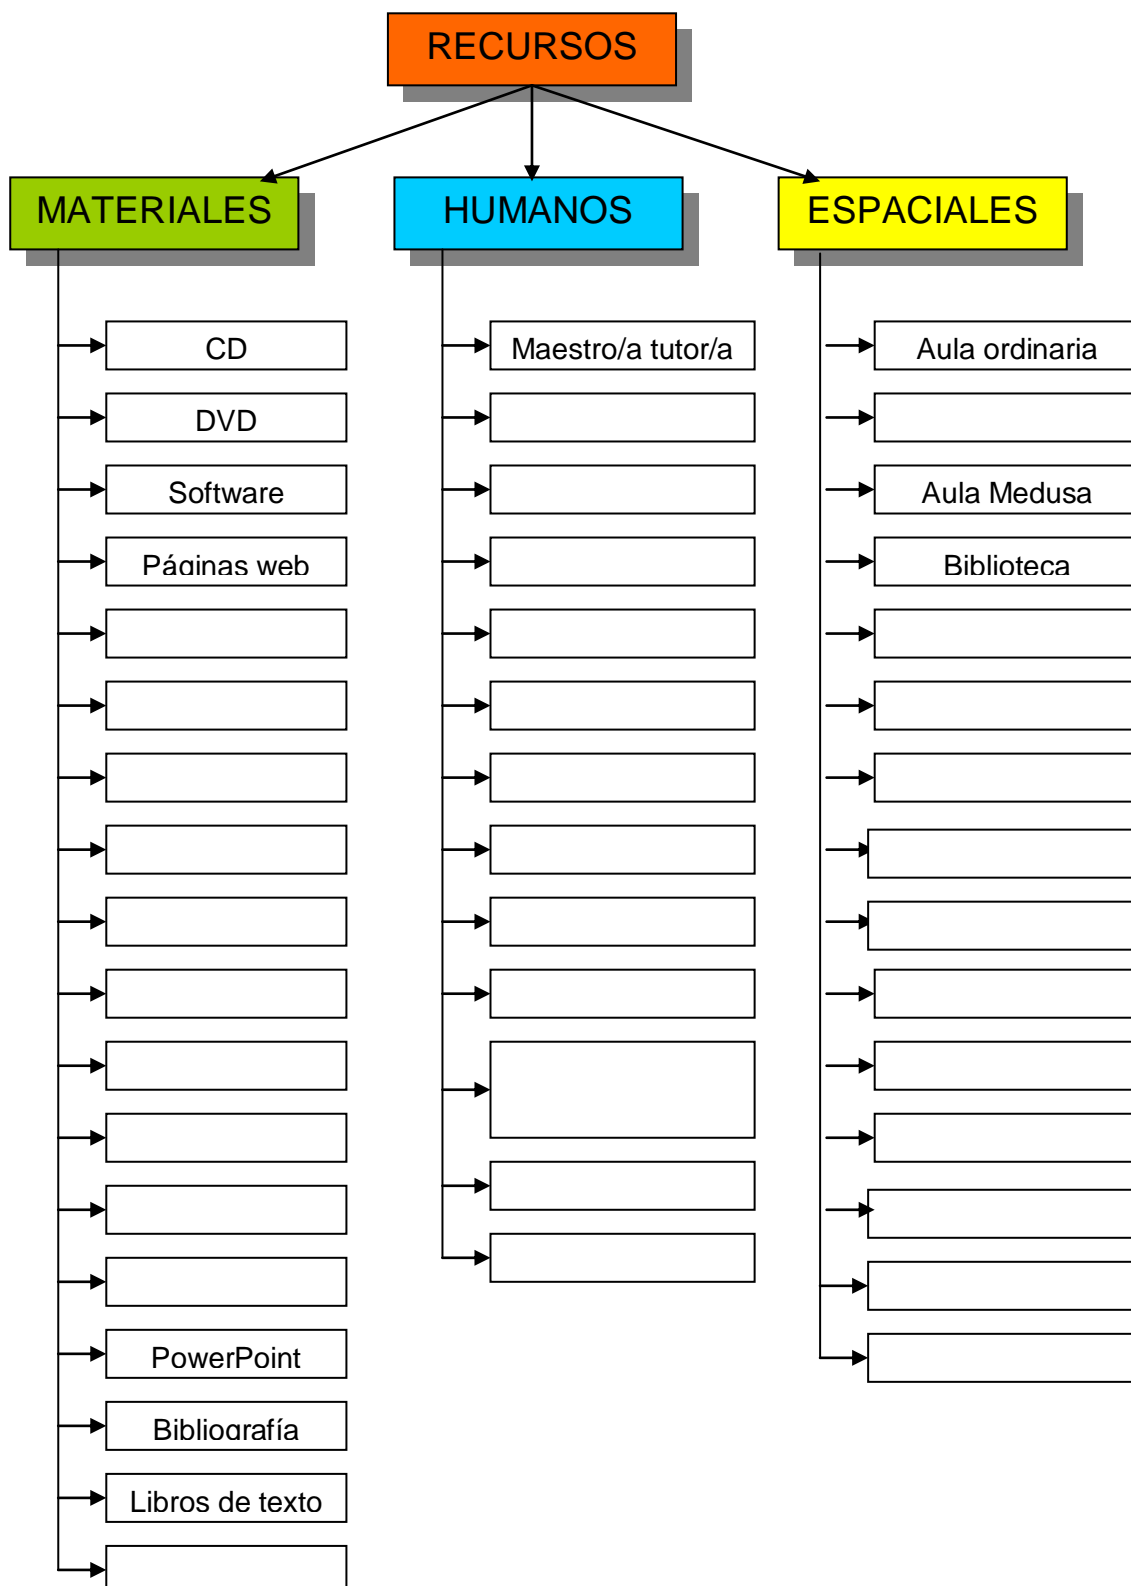 RECURSOS
MATERIALES
HUMANOS
ESPACIALES
CD
Maestro/a tutor/a
Aula ordinaria
DVD
Software
Aula Medusa
Páginas web
Biblioteca
PowerPoint
Bibliografía
Libros de texto